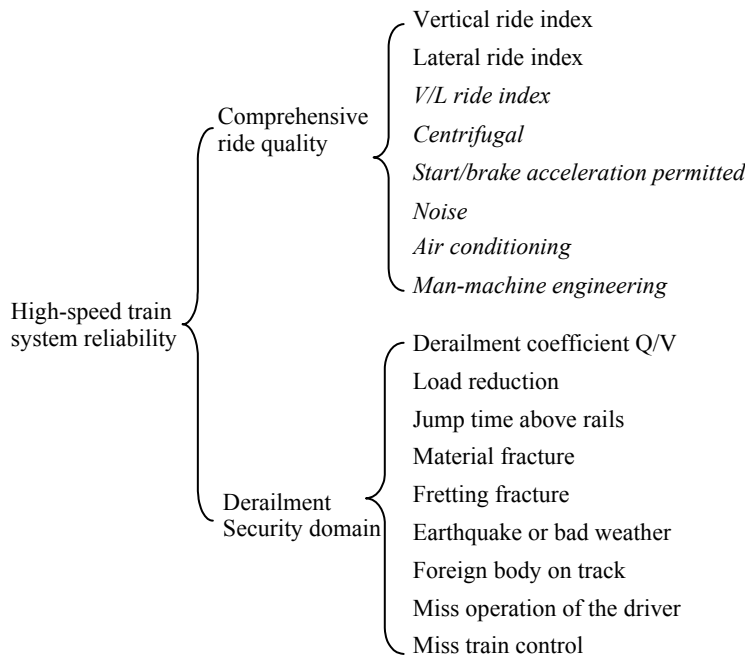 High-speed train
system reliability
Comprehensive
ride quality
Vertical ride index
Lateral ride index
V/L ride index
Centrifugal
Start/brake acceleration permitted
Noise
Air conditioning
Man-machine engineering
Derailment
Security domain
Derailment coefficient Q/V
Load reduction
Jump time above rails
Material fracture
Fretting fracture
Earthquake or bad weather
Foreign body on track
Miss operation of the driver
Miss train control